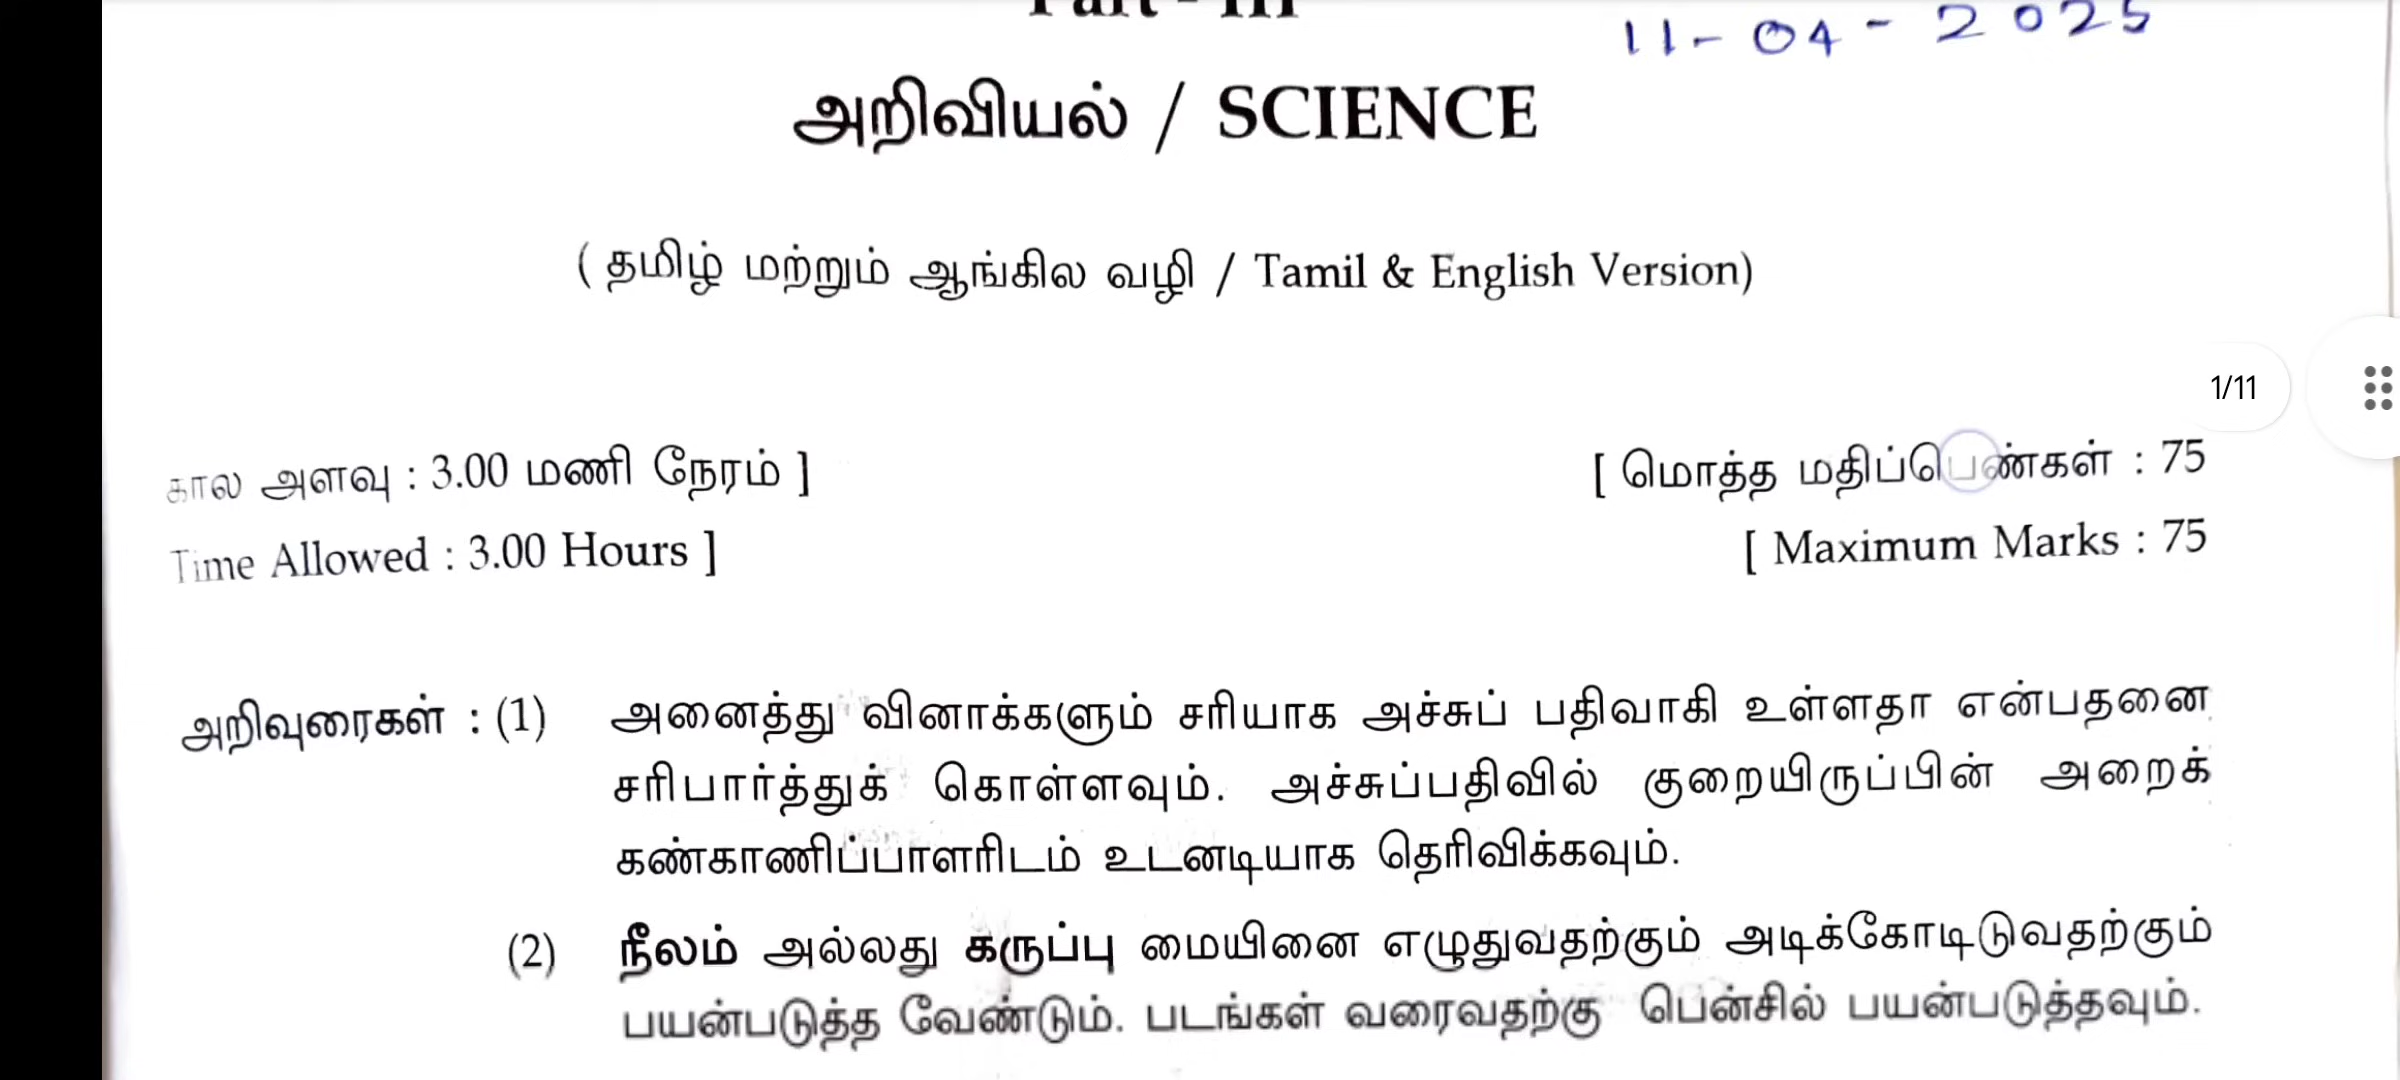 Part - III
11-04-2025
அறிவியல் / SCIENCE
( தமிழ் மற்றும் ஆங்கில வழி / Tamil & English Version)
1/11
கால அளவு : 3.00 மணி நேரம் ]
[ மொத்த மதிப்பெண்கள் : 75
Time Allowed : 3.00 Hours ]
[ Maximum Marks : 75
அறிவுரைகள் : (1) அனைத்து வினாக்களும் சரியாக அச்சுப் பதிவாகி உள்ளதா என்பதனை
சரிபார்த்துக் கொள்ளவும். அச்சுப்பதிவில் குறையிருப்பின் அறைக்
கண்காணிப்பாளரிடம் உடனடியாக தெரிவிக்கவும்.
(2) நீலம் அல்லது கருப்பு மையினை எழுதுவதற்கும் அடிக்கோடிடுவதற்கும்
பயன்படுத்த வேண்டும். படங்கள் வரைவதற்கு பென்சில் பயன்படுத்தவும்.